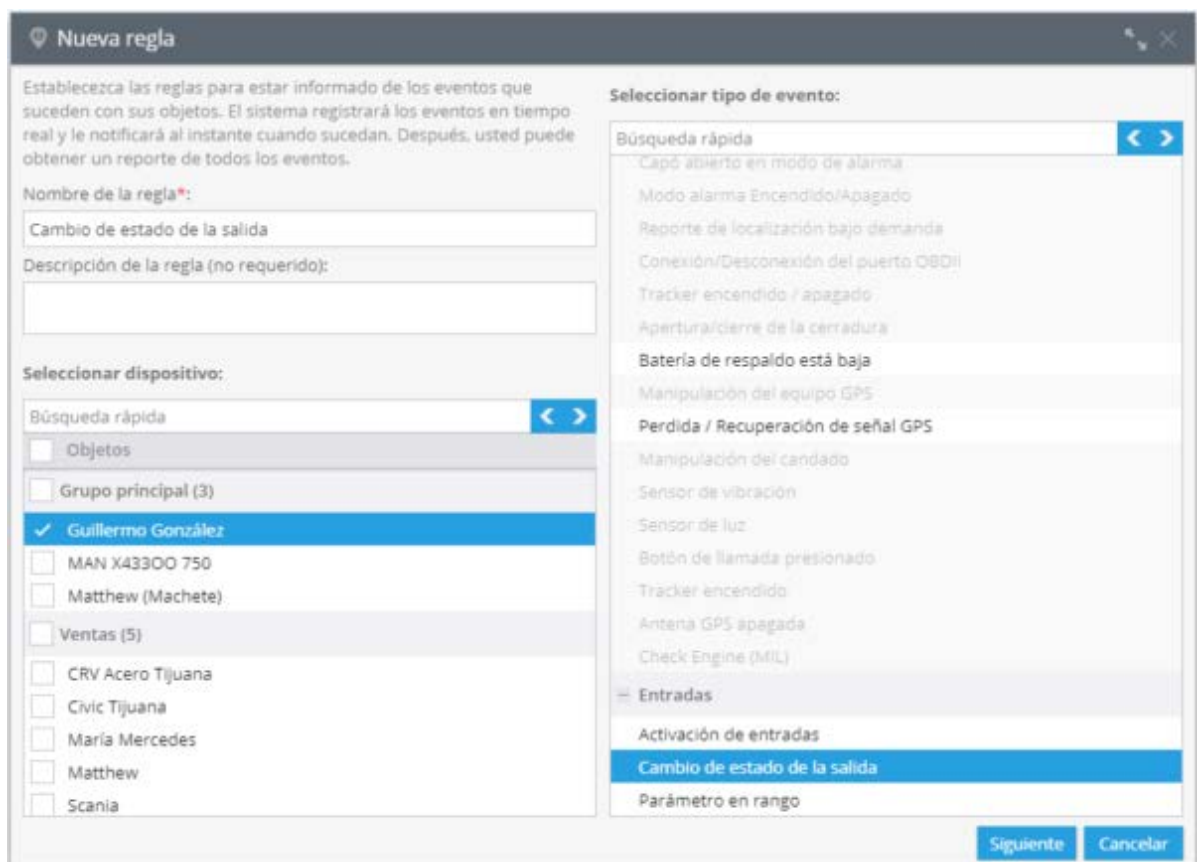 Nueva regla
Establecezca las reglas para estar informado de los eventos que
suceden con sus objetos. El sistema registrará los eventos en tiempo
real y le notificará al instante cuando sucedan. Después, usted puede
obtener un reporte de todos los eventos.
Nombre de la regla*:
Cambio de estado de la salida
Descripción de la regla (no requerido):
Seleccionar dispositivo:
Búsqueda rápida
Objetos
Grupo principal (3)
Guillermo González
MAN X433OO 750
Matthew (Machete)
Ventas (5)
CRV Acero Tijuana
Civic Tijuana
María Mercedes
Matthew
Scania
Seleccionar tipo de evento:
Búsqueda rápida
Capó abierto en modo de alarma
Modo alarma Encendido/Apagado
Reporte de localización bajo demanda
Conexión/Desconexión del puerto OBDII
Tracker encendido / apagado
Apertura/cierre de la cerradura
Batería de respaldo está baja
Manipulación del equipo GPS
Perdida / Recuperación de señal GPS
Manipulación del candado
Sensor de vibración
Sensor de luz
Botón de llamada presionado
Tracker encendido
Antena GPS apagada
Check Engine (MIL)
Entradas
Activación de entradas
Cambio de estado de la salida
Parámetro en rango
Siguiente
Cancelar